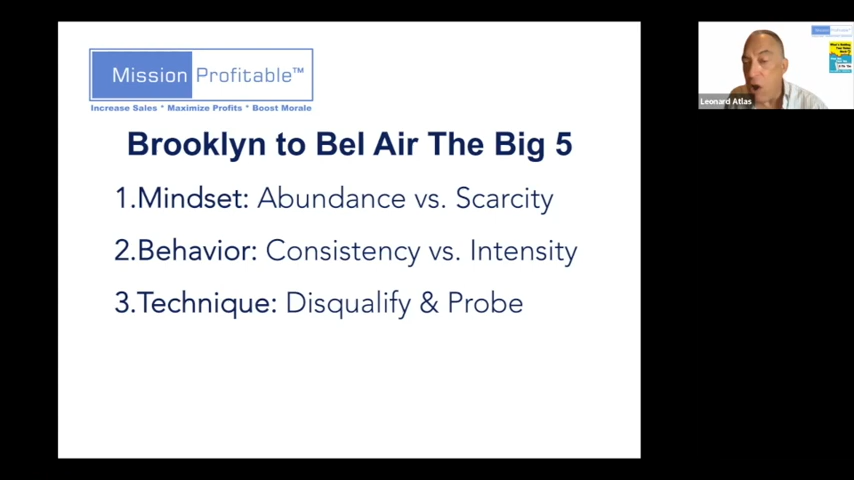 Mission Profitable™
Increase Sales * Maximize Profits * Boost Morale
Brooklyn to Bel Air The Big 5
1.Mindset: Abundance vs. Scarcity
2.Behavior: Consistency vs. Intensity
3.Technique: Disqualify & Probe
Leonard Atlas